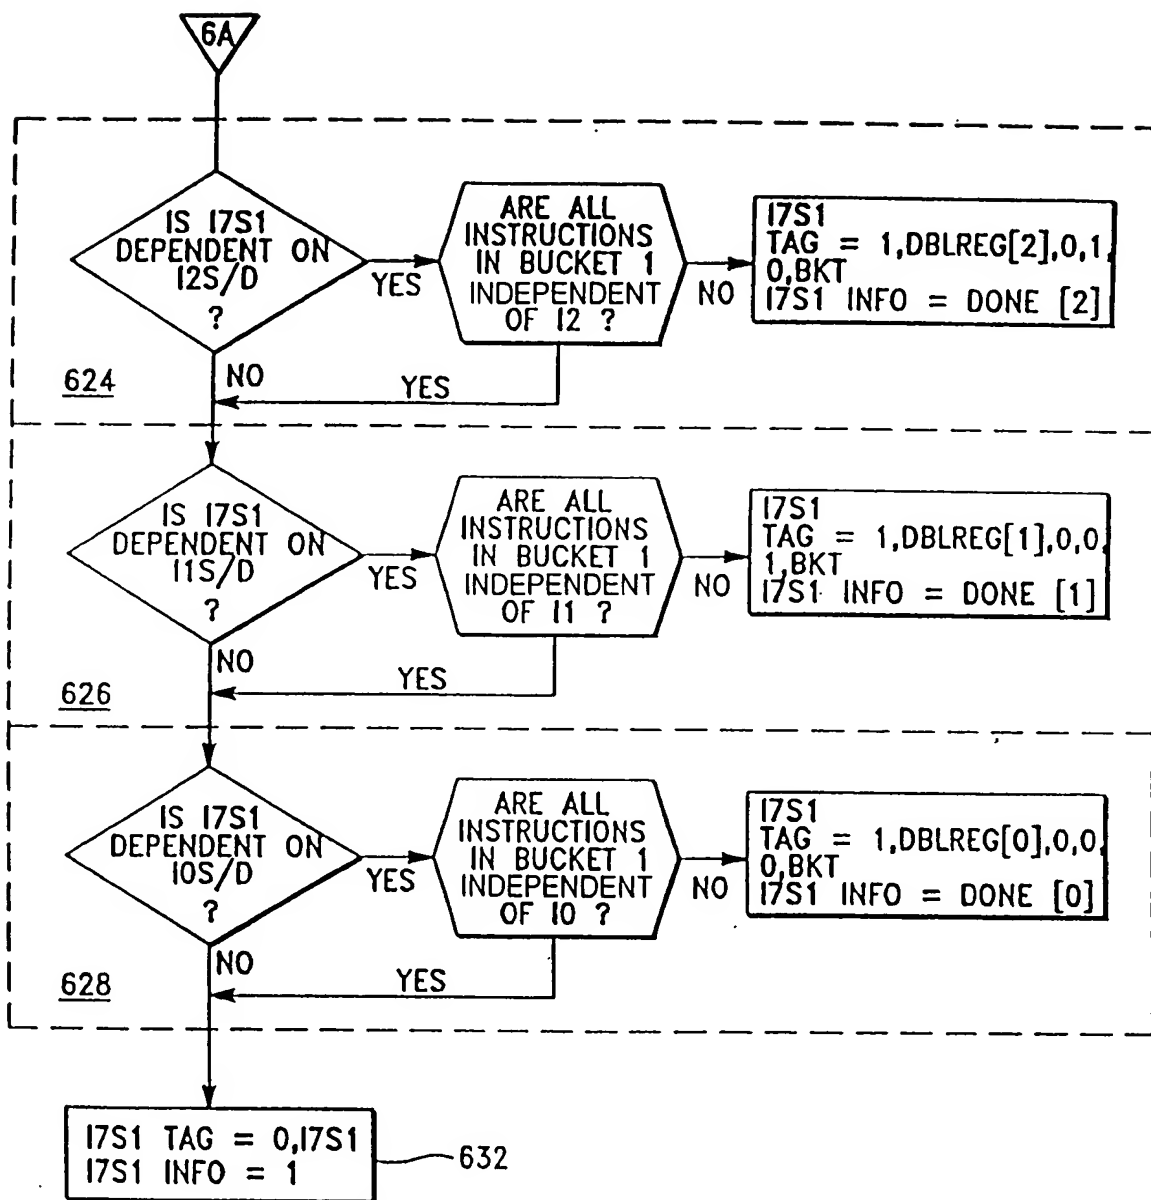 6A
IS I7S1
DEPENDENT ON
I2S/D
?
YES
ARE ALL
INSTRUCTIONS
IN BUCKET 1
INDEPENDENT
OF I2 ?
NO
I7S1
TAG = 1,DBLREG[2],0,1,
0,BKT
I7S1 INFO = DONE [2]
NO
YES
624
IS I7S1
DEPENDENT ON
I1S/D
?
YES
ARE ALL
INSTRUCTIONS
IN BUCKET 1
INDEPENDENT
OF I1 ?
NO
I7S1
TAG = 1,DBLREG[1],0,0,
1,BKT
I7S1 INFO = DONE [1]
NO
YES
626
IS I7S1
DEPENDENT ON
I0S/D
?
YES
ARE ALL
INSTRUCTIONS
IN BUCKET 1
INDEPENDENT
OF I0 ?
NO
I7S1
TAG = 1,DBLREG[0],0,0,
0,BKT
I7S1 INFO = DONE [0]
NO
YES
628
I7S1 TAG = 0,I7S1
I7S1 INFO = 1
632